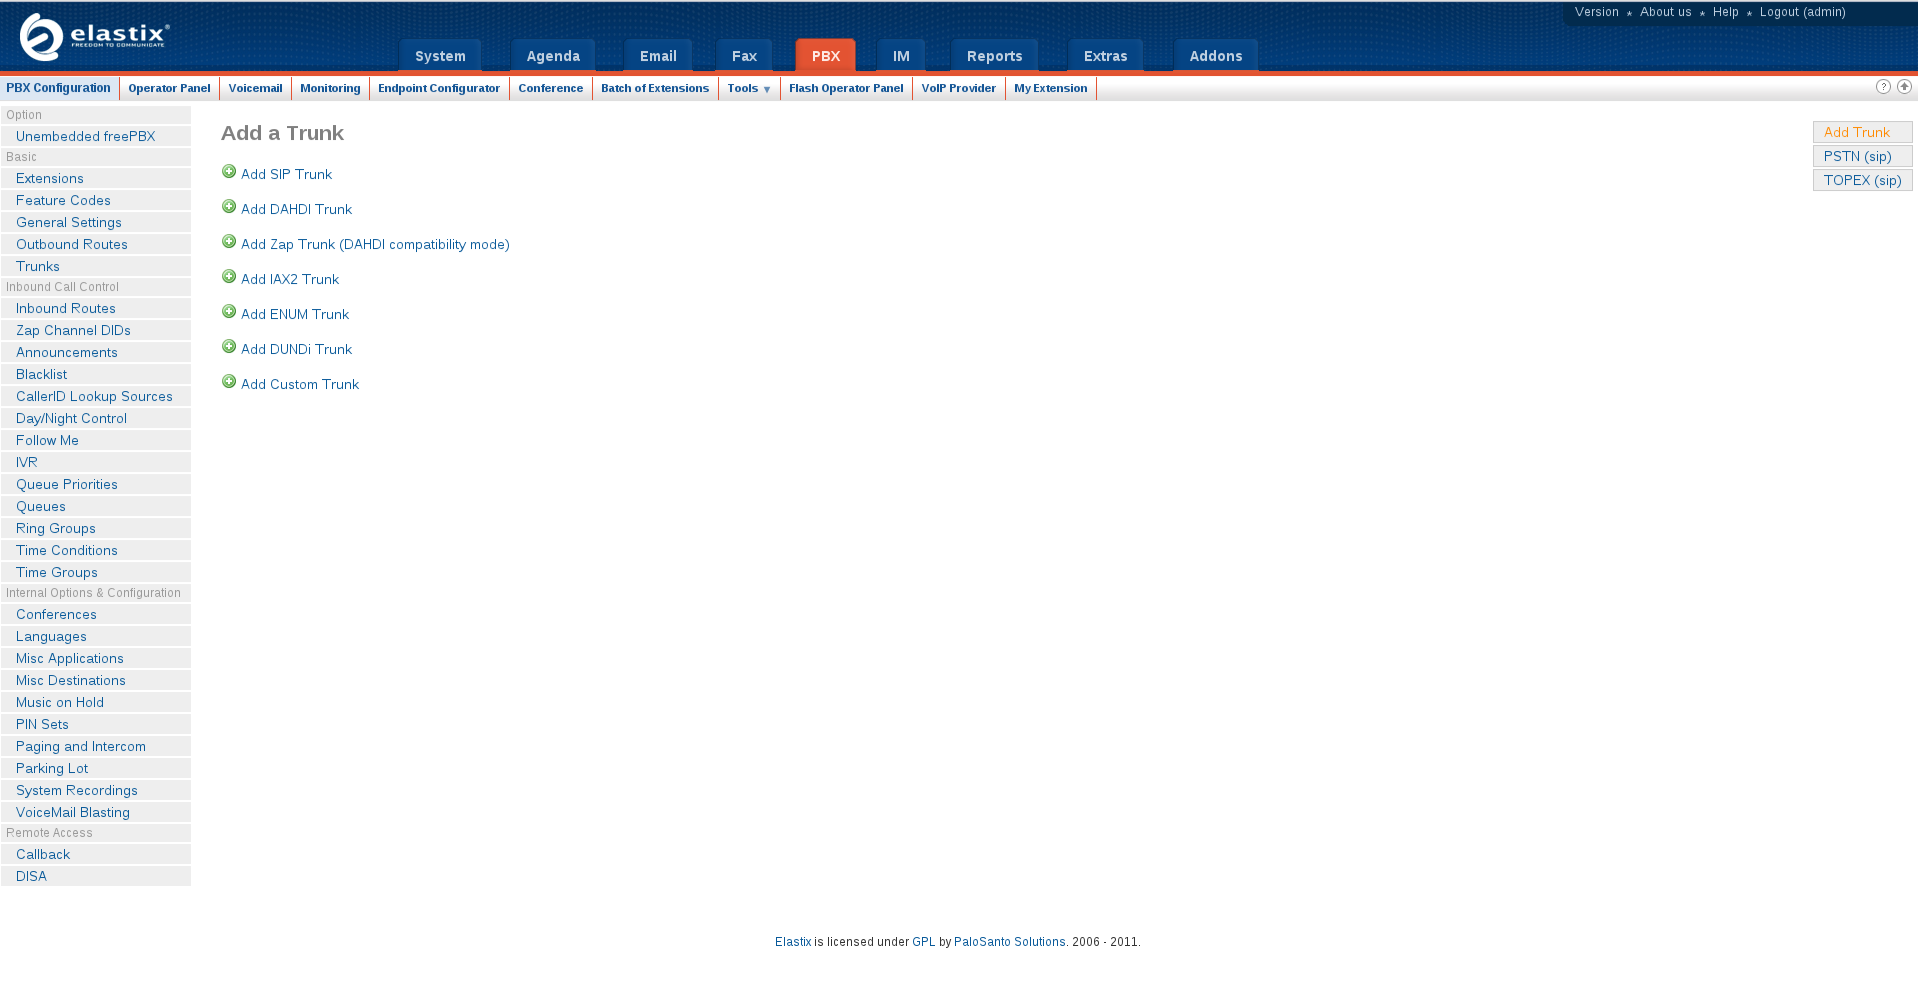 elastix®
FREEDOM TO COMMUNICATE
Version * About us * Help * Logout (admin)
System Agenda Email Fax PBX IM Reports Extras Addons
PBX Configuration Operator Panel Voicemail Monitoring Endpoint Configurator Conference Batch of Extensions Tools ▼ Flash Operator Panel VoIP Provider My Extension ?
Option
Unembedded freePBX
Basic
Extensions
Feature Codes
General Settings
Outbound Routes
Trunks
Inbound Call Control
Inbound Routes
Zap Channel DIDs
Announcements
Blacklist
CallerID Lookup Sources
Day/Night Control
Follow Me
IVR
Queue Priorities
Queues
Ring Groups
Time Conditions
Time Groups
Internal Options & Configuration
Conferences
Languages
Misc Applications
Misc Destinations
Music on Hold
PIN Sets
Paging and Intercom
Parking Lot
System Recordings
VoiceMail Blasting
Remote Access
Callback
DISA
Add a Trunk
Add SIP Trunk
Add DAHDI Trunk
Add Zap Trunk (DAHDI compatibility mode)
Add IAX2 Trunk
Add ENUM Trunk
Add DUNDi Trunk
Add Custom Trunk
Add Trunk
PSTN (sip)
TOPEX (sip)
Elastix is licensed under GPL by PaloSanto Solutions. 2006 - 2011.